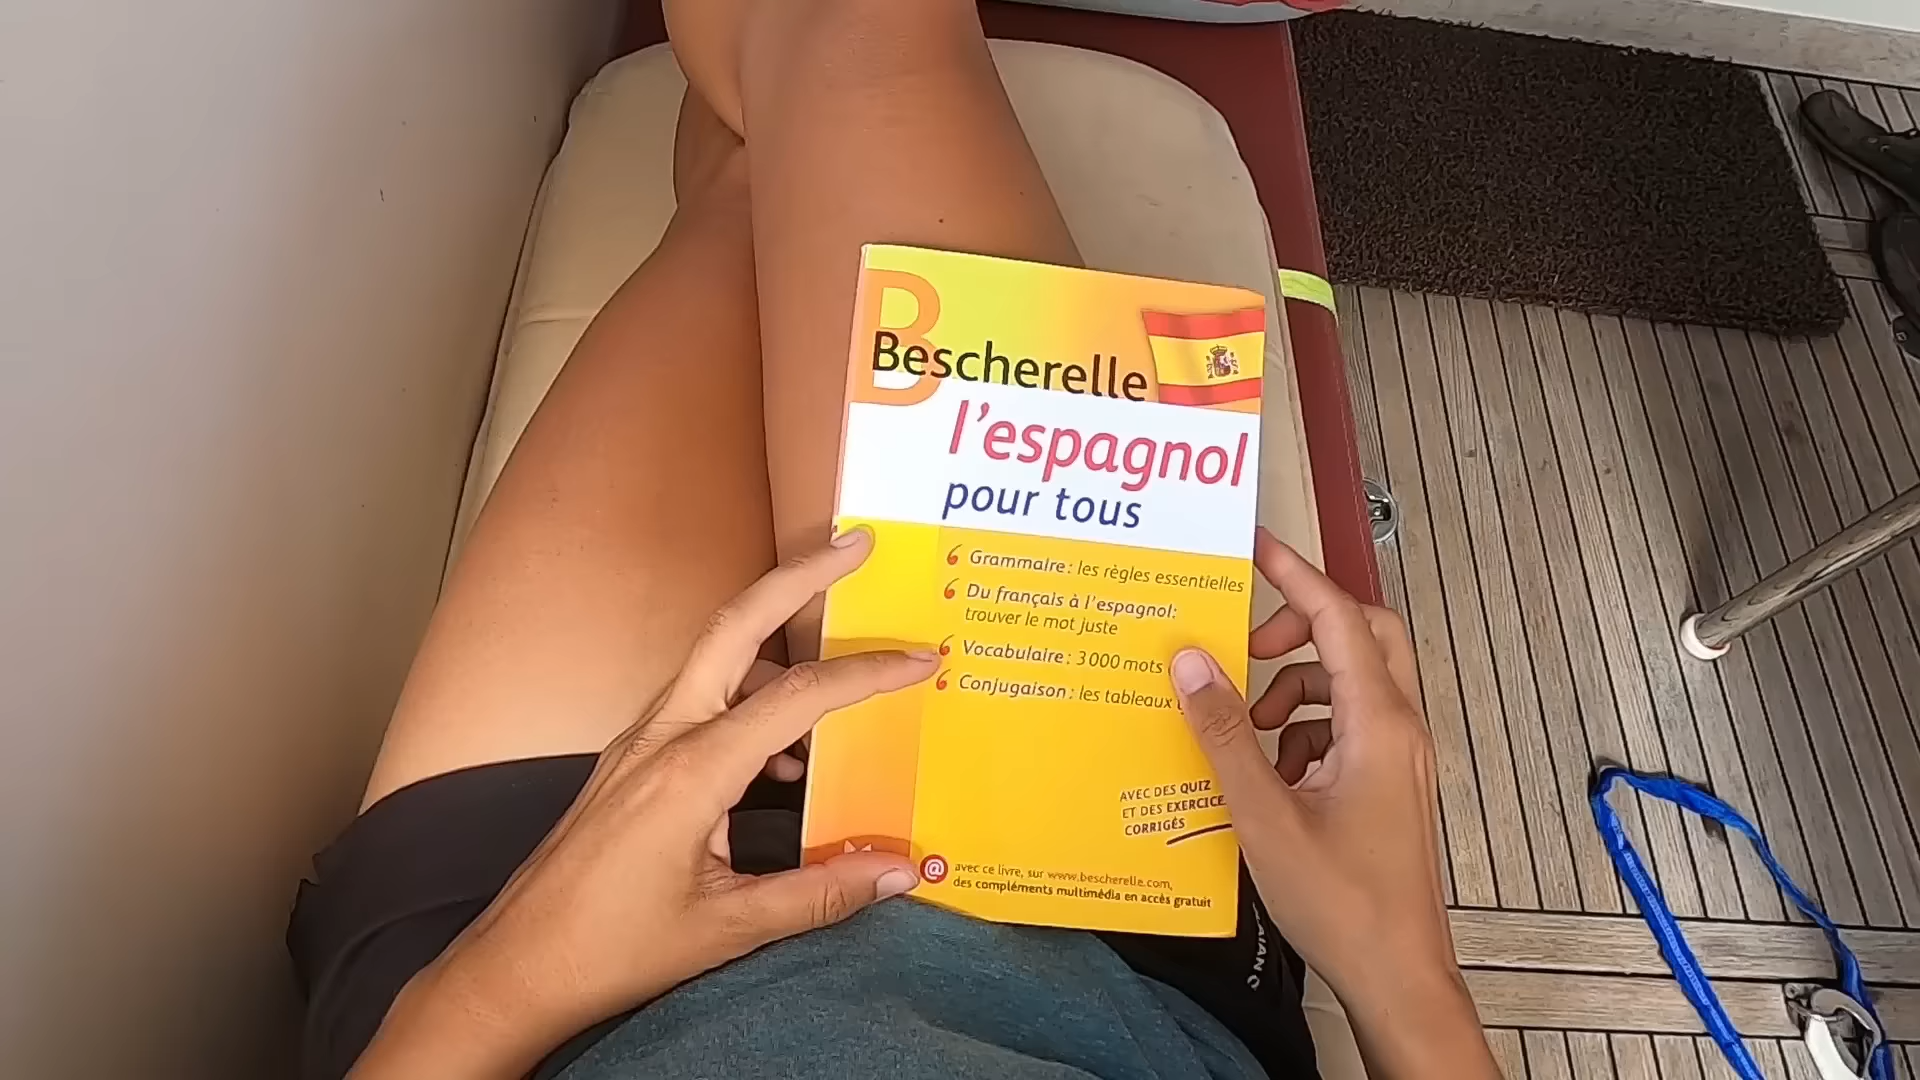 B
Bescherelle
l'espagnol
pour tous
Grammaire : les règles essentielles
Du français à l'espagnol :
trouver le mot juste
Vocabulaire : 3 000 mots
Conjugaison : les tableaux
AVEC DES QUIZ
ET DES EXERCICE
CORRIGÉS
@ avec ce livre, sur www.bescherelle.com,
des compléments multimédia en accès gratuit